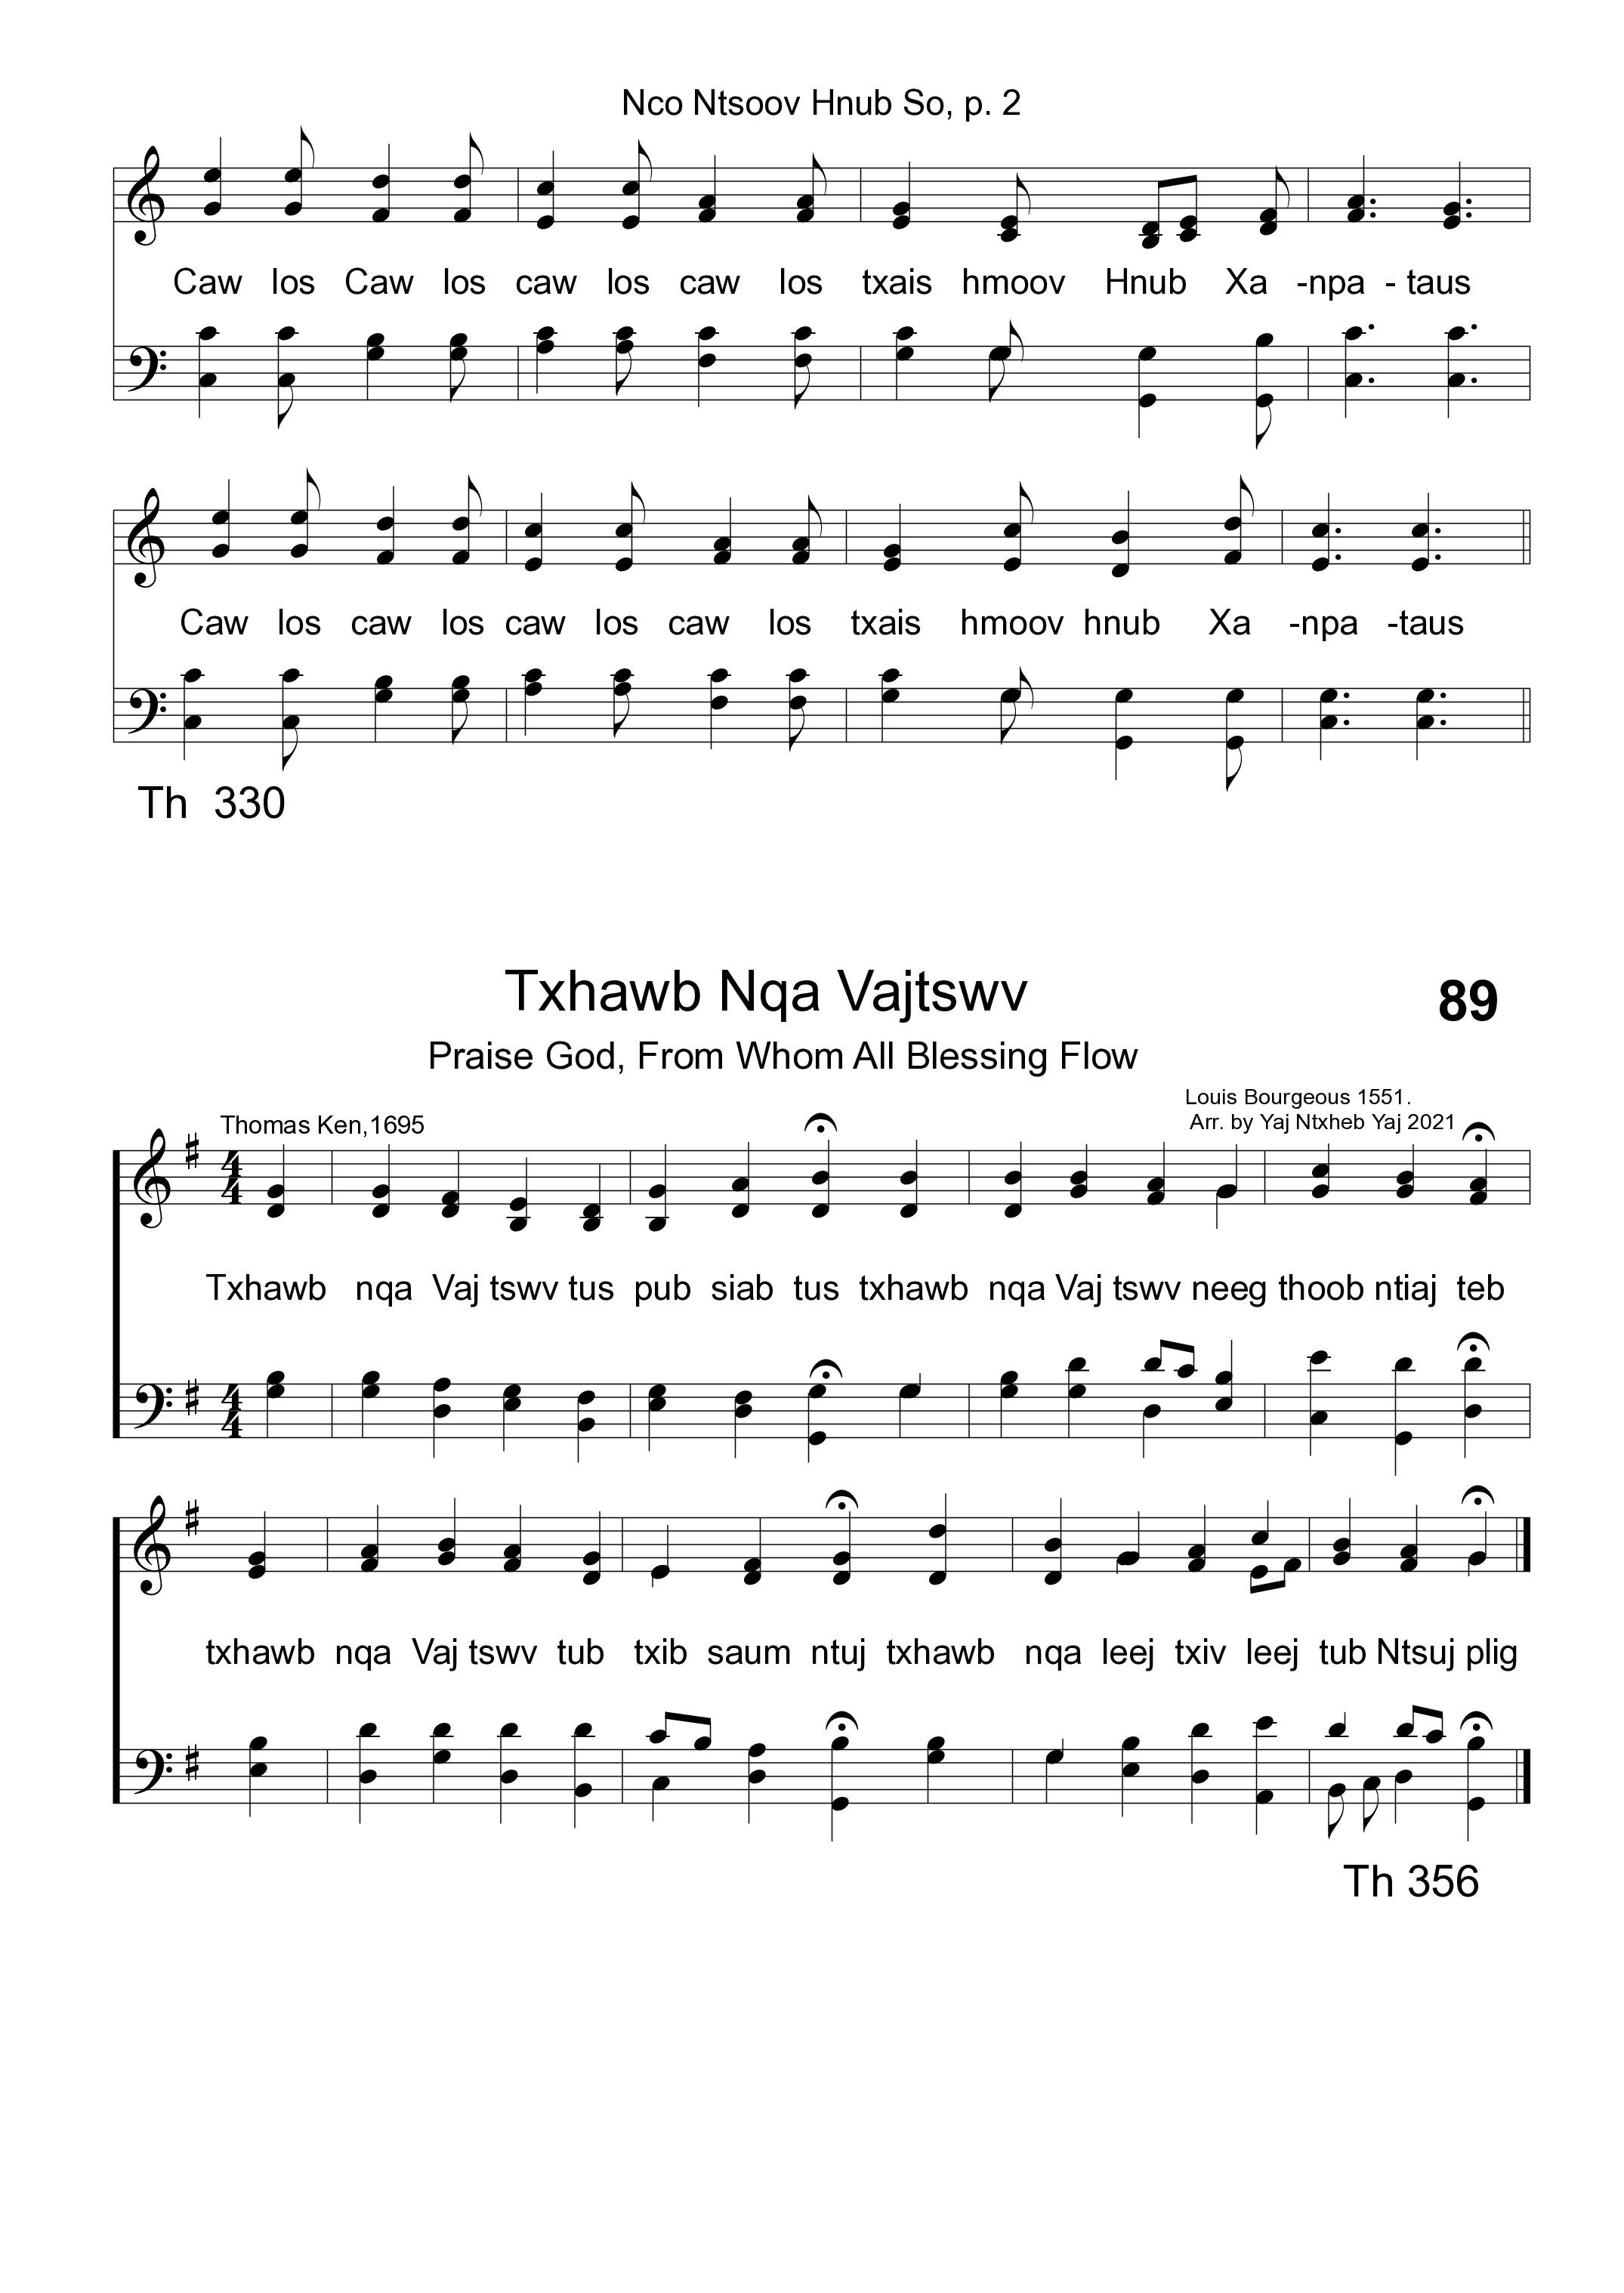 Nco Ntsoov Hnub So, p. 2
Caw los Caw los caw los caw los txais hmoov Hnub Xa -npa - taus
Caw los caw los caw los caw los txais hmoov hnub Xa -npa -taus
Th 330
Txhawb Nqa Vajtswv
89
Praise God, From Whom All Blessing Flow
Louis Bourgeous 1551.
Thomas Ken,1695
Arr. by Yaj Ntxheb Yaj 2021
4
4
Txhawb nqa Vaj tswv tus pub siab tus txhawb nqa Vaj tswv neeg thoob ntiaj teb
4
4
txhawb nqa Vaj tswv tub txib saum ntuj txhawb nqa leej txiv leej tub Ntsuj plig
Th 356